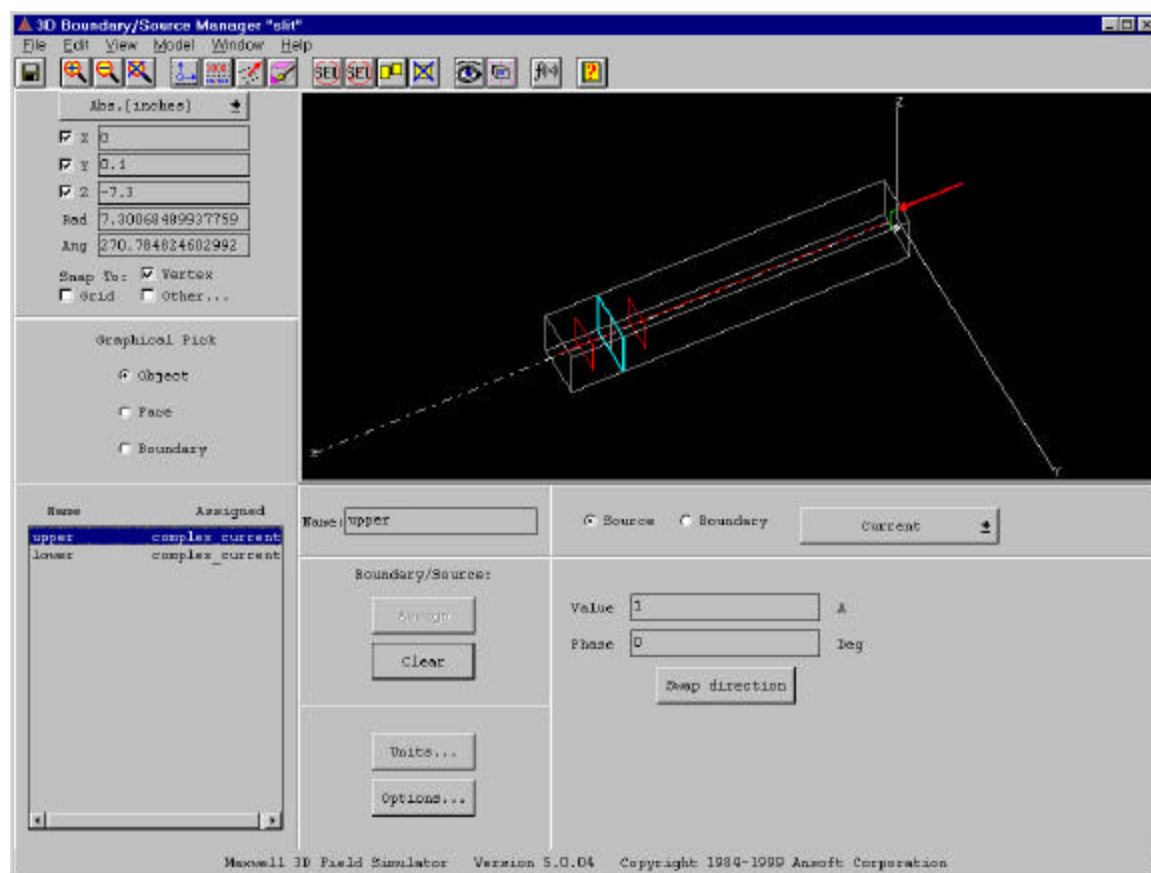 3D Boundary/Source Manager "slit"
File Edit View Model Window Help
SEL SEL
Abs.[inches]
X 0
Y 0.1
Z -7.3
Rad 7.30068489937759
Ang 270.784824602992
Snap To: Vertex
Grid Other...
Graphical Pick
Object
Face
Boundary
Z
X
Y
Name Assigned
upper complex_current
lower complex_current
Name: upper
Source Boundary
Current
Boundary/Source:
Assign
Clear
Units...
Options...
Value 1 A
Phase 0 Deg
Swap direction
Maxwell 3D Field Simulator Version 5.0.04 Copyright 1984-1999 Ansoft Corporation